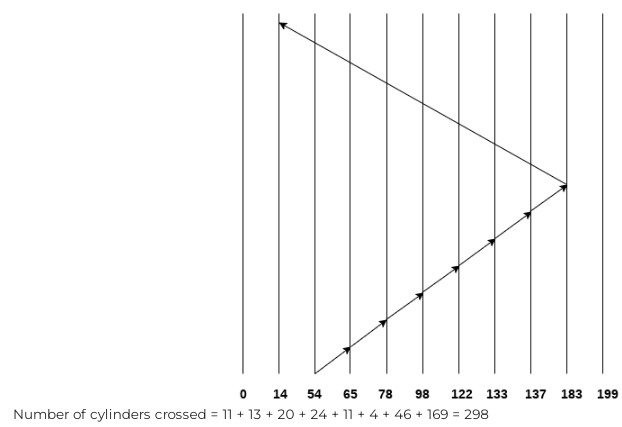 0 14 54 65 78 98 122 133 137 183 199
Number of cylinders crossed = 11 + 13 + 20 + 24 + 11 + 4 + 46 + 169 = 298